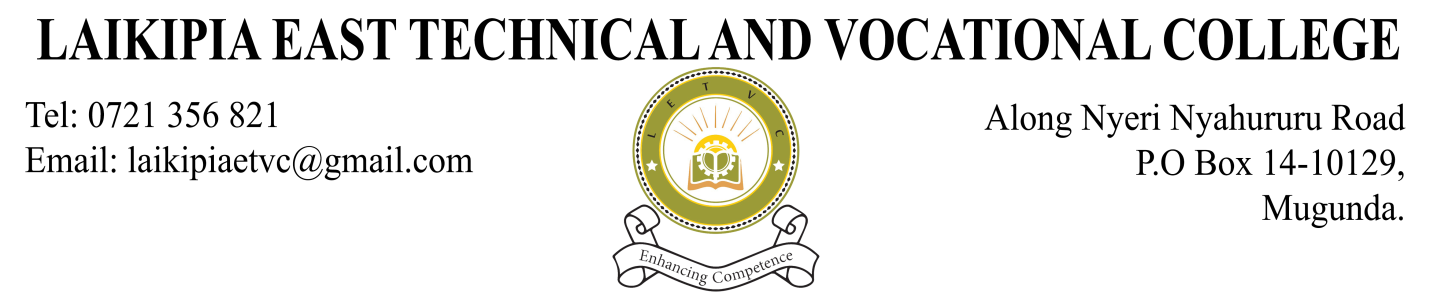 LAIKIPIA EAST TECHNICAL AND VOCATIONAL COLLEGE
Tel: 0721 356 821
Email: laikipiaetvc@gmail.com
L E T V C
Enhancing Competence
Along Nyeri Nyahururu Road
P.O Box 14-10129,
Mugunda.